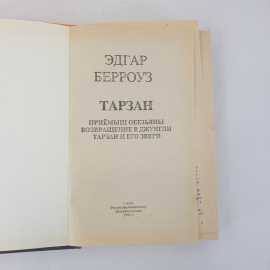 ЭДГАР
БЕРРОУЗ
ТАРЗАН
ПРИЁМЫШ ОБЕЗЬЯНЫ
ВОЗВРАЩЕНИЕ В ДЖУНГЛИ
ТАРЗАН И ЕГО ЗВЕРИ